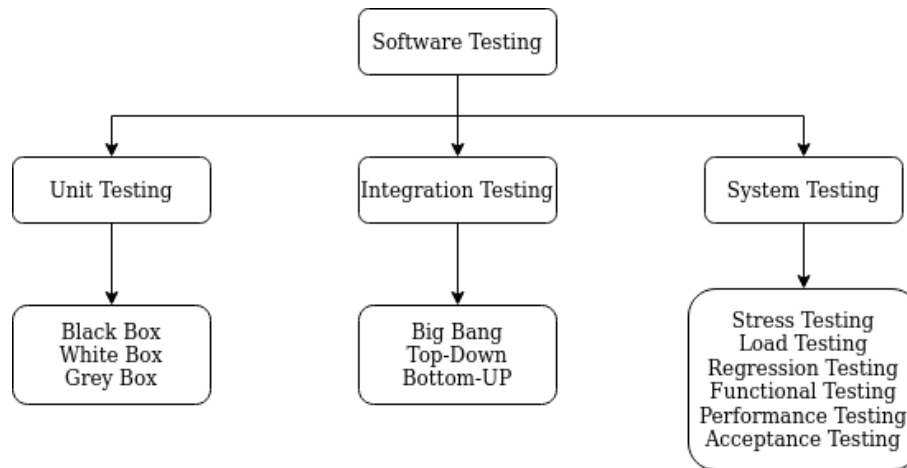 Software Testing
Unit Testing
Integration Testing
System Testing
Black Box
White Box
Grey Box
Big Bang
Top-Down
Bottom-UP
Stress Testing
Load Testing
Regression Testing
Functional Testing
Performance Testing
Acceptance Testing